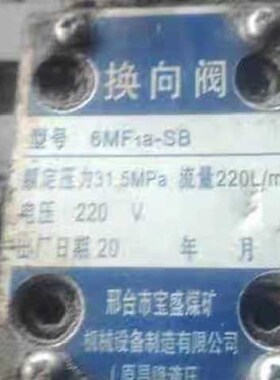 换向阀
型号 6MF1a-SB
额定压力31.5MPa 流量220L/m
电压 220 V
出厂日期20 年 月
邢台市宝盛煤矿
机械设备制造有限公司